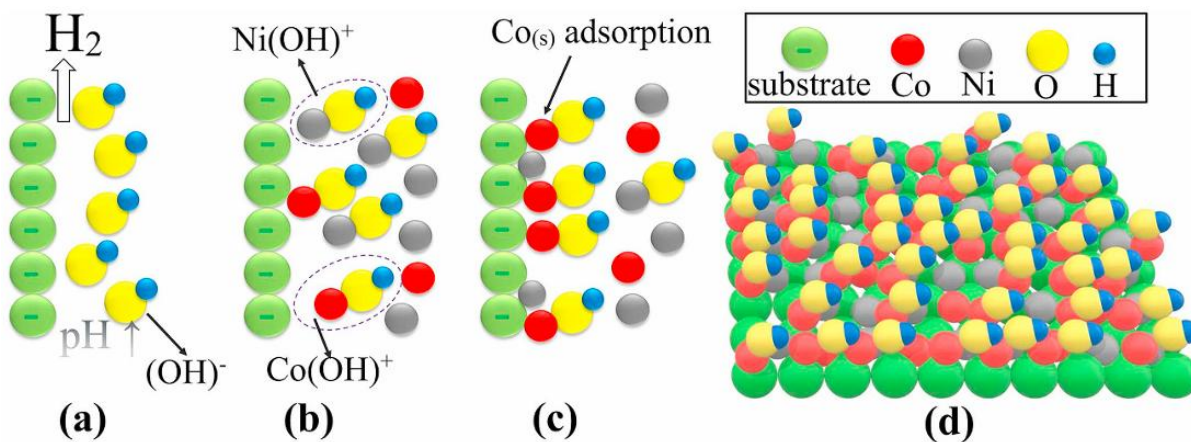 H2
pH ↑
(OH)-
(a)
Ni(OH)+
Co(OH)+
(b)
Co(s) adsorption
(c)
substrate Co Ni O H
(d)